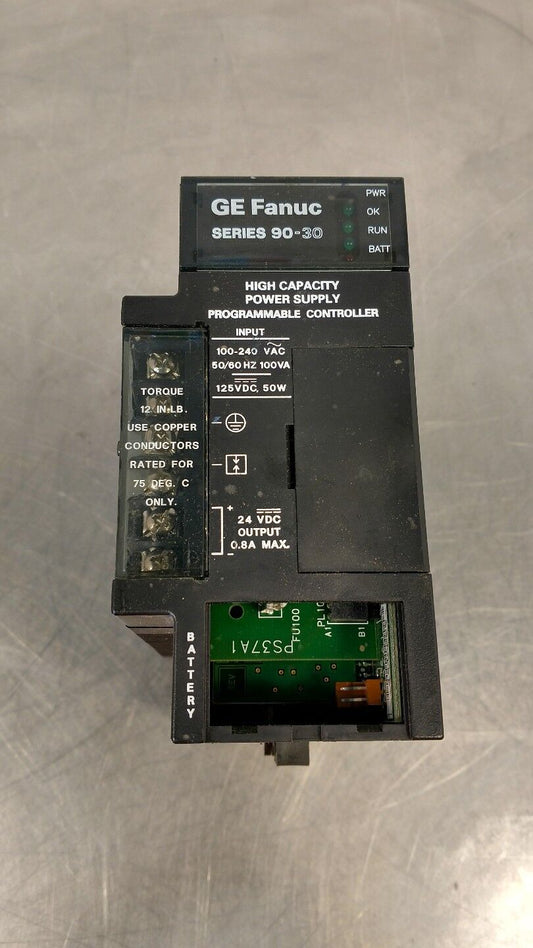 GE Fanuc
SERIES 90-30
PWR
OK
RUN
BATT
HIGH CAPACITY
POWER SUPPLY
PROGRAMMABLE CONTROLLER
INPUT
100-240 VAC
50/60 HZ 100VA
125VDC, 50W
TORQUE
12 IN-LB.
USE COPPER
CONDUCTORS
RATED FOR
75 DEG. C
ONLY.
+
24 VDC
OUTPUT
0.8A MAX.
-
BATTERY
FU100
A1
B1
PS37A1